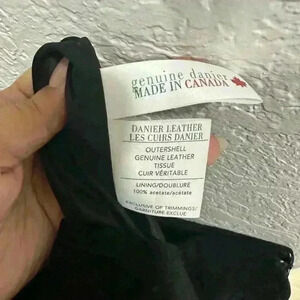 genuine danier
MADE IN CANADA
DANIER LEATHER
LES CUIRS DANIER
OUTERSHELL
GENUINE LEATHER
TISSUE
CUIR VÉRITABLE
LINING/DOUBLURE
100% acetate/acétate
EXCLUSIVE OF TRIMMINGS/
GARNITURE EXCLUE